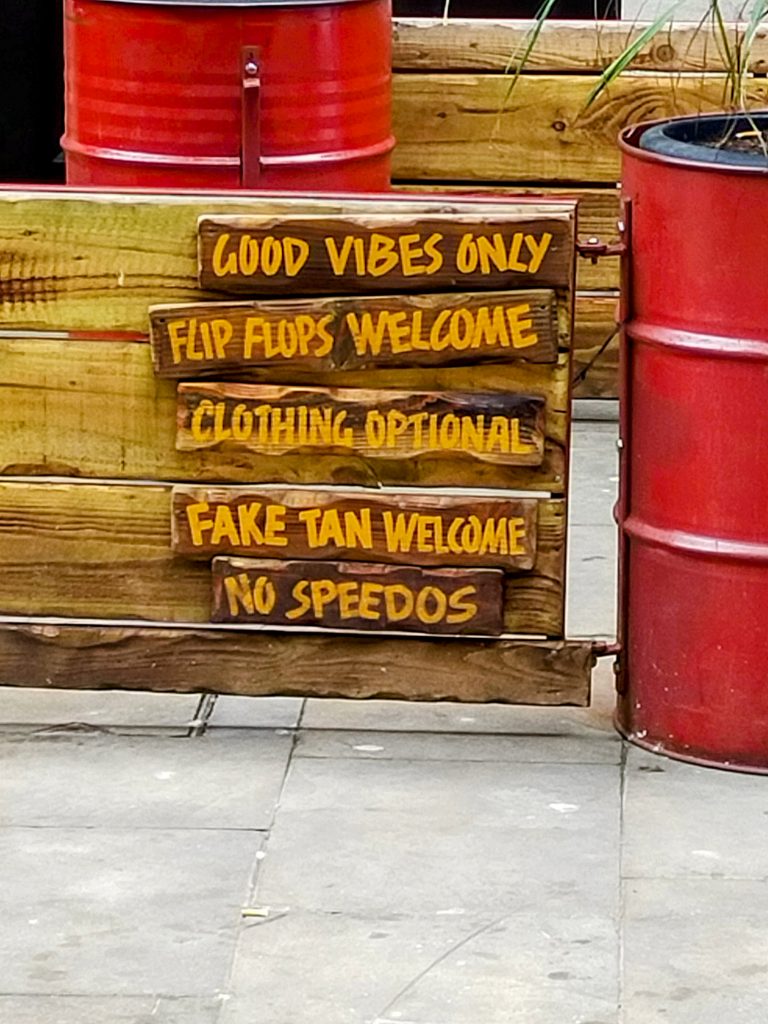 GOOD VIBES ONLY
FLIP FLOPS WELCOME
CLOTHING OPTIONAL
FAKE TAN WELCOME
NO SPEEDOS